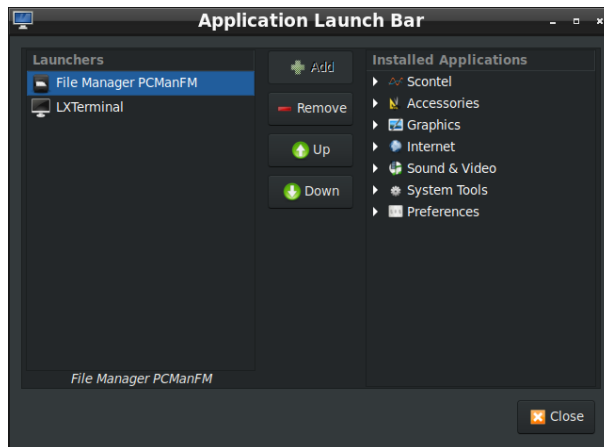 Application Launch Bar
Launchers
File Manager PCManFM
LXTerminal
File Manager PCManFM
Add
Remove
Up
Down
Installed Applications
Scontel
Accessories
Graphics
Internet
Sound & Video
System Tools
Preferences
Close